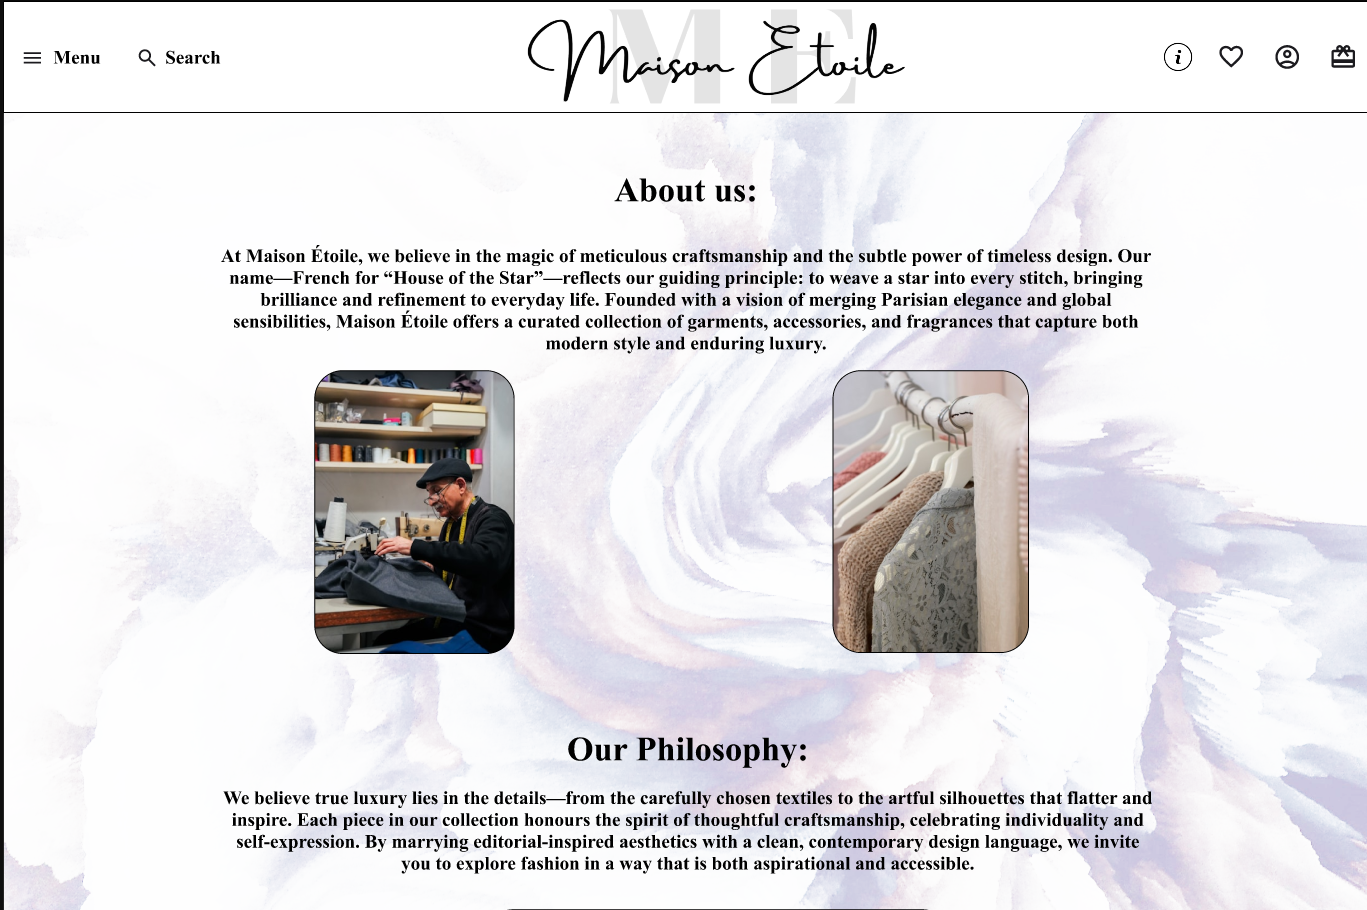 Menu
Search
M E
Maison Etoile
i
About us:
At Maison Étoile, we believe in the magic of meticulous craftsmanship and the subtle power of timeless design. Our
name—French for “House of the Star”—reflects our guiding principle: to weave a star into every stitch, bringing
brilliance and refinement to everyday life. Founded with a vision of merging Parisian elegance and global
sensibilities, Maison Étoile offers a curated collection of garments, accessories, and fragrances that capture both
modern style and enduring luxury.
Our Philosophy:
We believe true luxury lies in the details—from the carefully chosen textiles to the artful silhouettes that flatter and
inspire. Each piece in our collection honours the spirit of thoughtful craftsmanship, celebrating individuality and
self-expression. By marrying editorial-inspired aesthetics with a clean, contemporary design language, we invite
you to explore fashion in a way that is both aspirational and accessible.